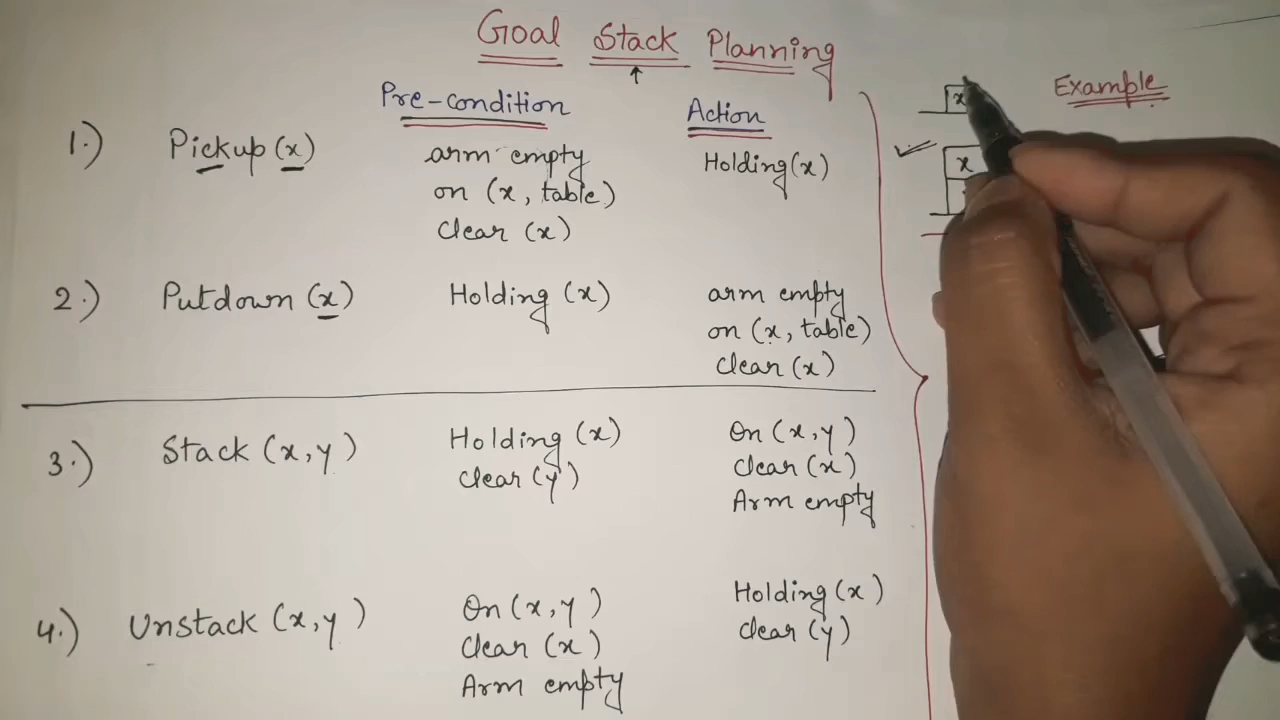 Goal Stack Planning
Pre-condition Action Example
1.) Pickup (x) arm empty Holding (x)
on (x, table)
clear (x)
2.) Putdown (x) Holding (x) arm empty
on (x, table)
clear (x)
3.) Stack (x,y) Holding (x) On (x,y)
clear (y) clear (x)
Arm empty
4.) Unstack (x,y) On (x,y) Holding (x)
Clear (x) clear (y)
Arm empty
x
x